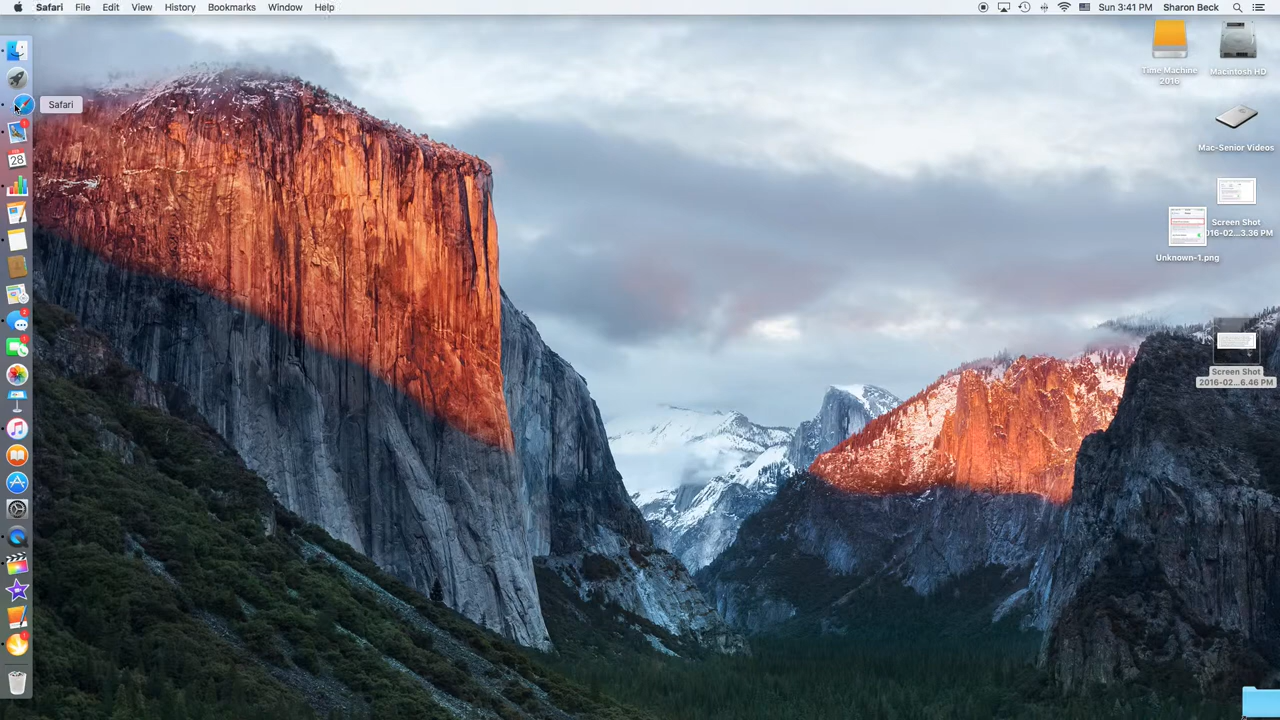 Safari File Edit View History Bookmarks Window Help
Sun 3:41 PM Sharon Beck
Safari
28
Time Machine
2016
Macintosh HD
Mac-Senior Videos
Screen Shot
016-02...3.36 PM
Unknown-1.png
Screen Shot
2016-02...6.46 PM